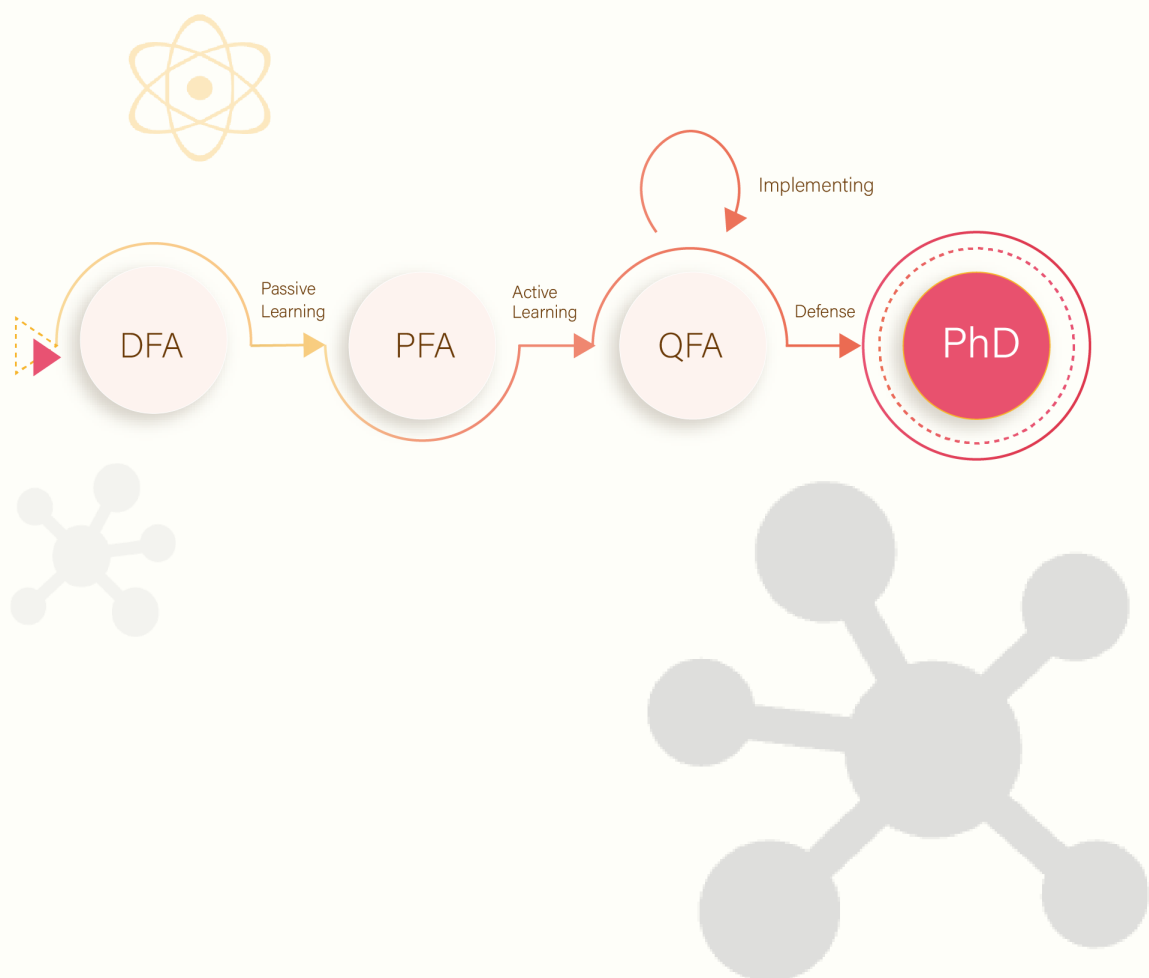 Implementing
DFA
Passive
Learning
PFA
Active
Learning
QFA
Defense
PhD